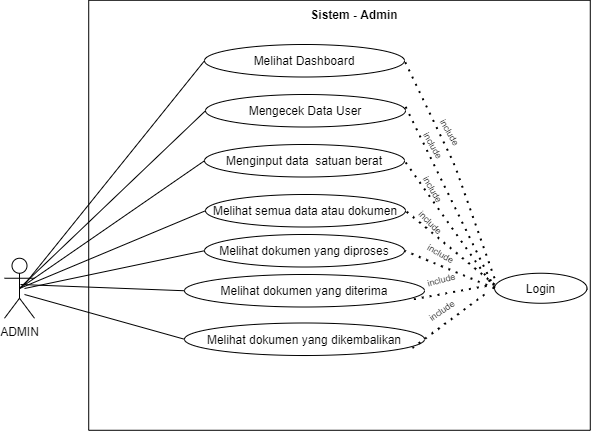 Sistem - Admin
Melihat Dashboard
include
Mengecek Data User
include
Menginput data satuan berat
include
Melihat semua data atau dokumen
include
Melihat dokumen yang diproses
include
Melihat dokumen yang diterima
include
Login
include
ADMIN
Melihat dokumen yang dikembalikan